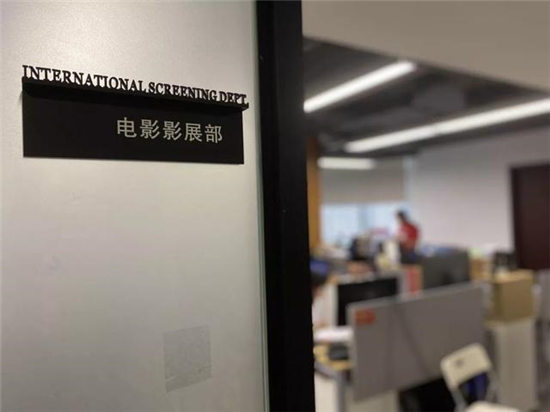 INTERNATIONAL SCREENING DEPT.
电影影展部